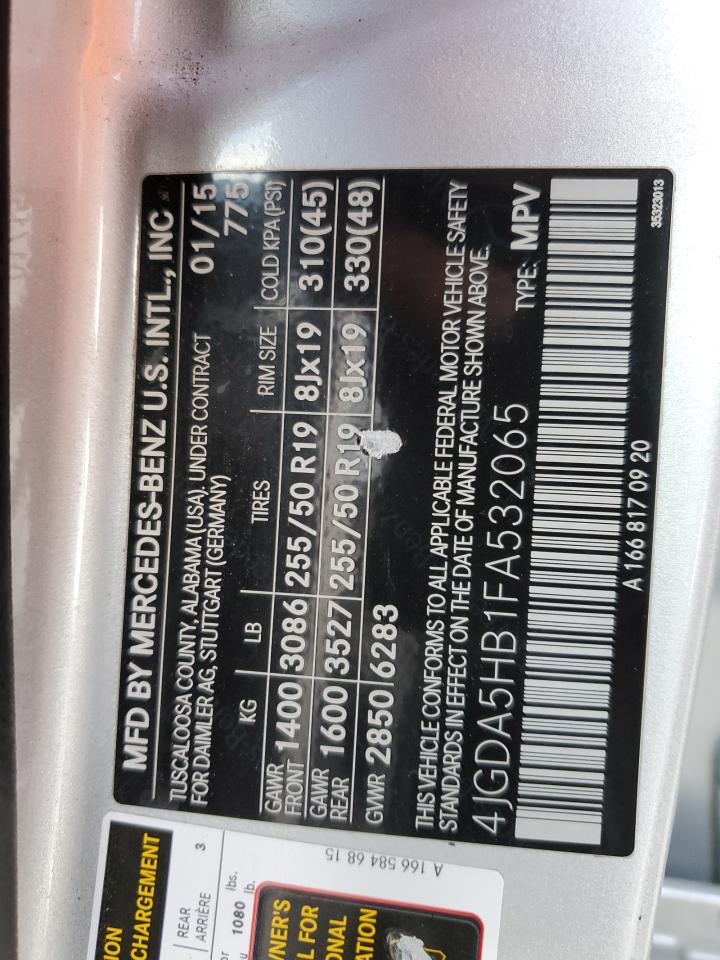 MFD BY MERCEDES-BENZ U.S. INTL., INC
TUSCALOOSA COUNTY, ALABAMA (USA), UNDER CONTRACT 01/15
FOR DAIMLER AG, STUTTGART (GERMANY) 775
KG LB TIRES RIM SIZE COLD KPA(PSI)
GAWR FRONT 1400 3086 255/50 R19 8Jx19 310(45)
GAWR REAR 1600 3527 255/50 R19 8Jx19 330(48)
GVWR 2850 6283
THIS VEHICLE CONFORMS TO ALL APPLICABLE FEDERAL MOTOR VEHICLE SAFETY
STANDARDS IN EFFECT ON THE DATE OF MANUFACTURE SHOWN ABOVE.
4JGDA5HB1FA532065 TYPE: MPV
A 166 817 09 20 35323013
A 166 584 68 15
CHARGEMENT
REAR 3
ARRIÈRE
1080 lbs.
lb.